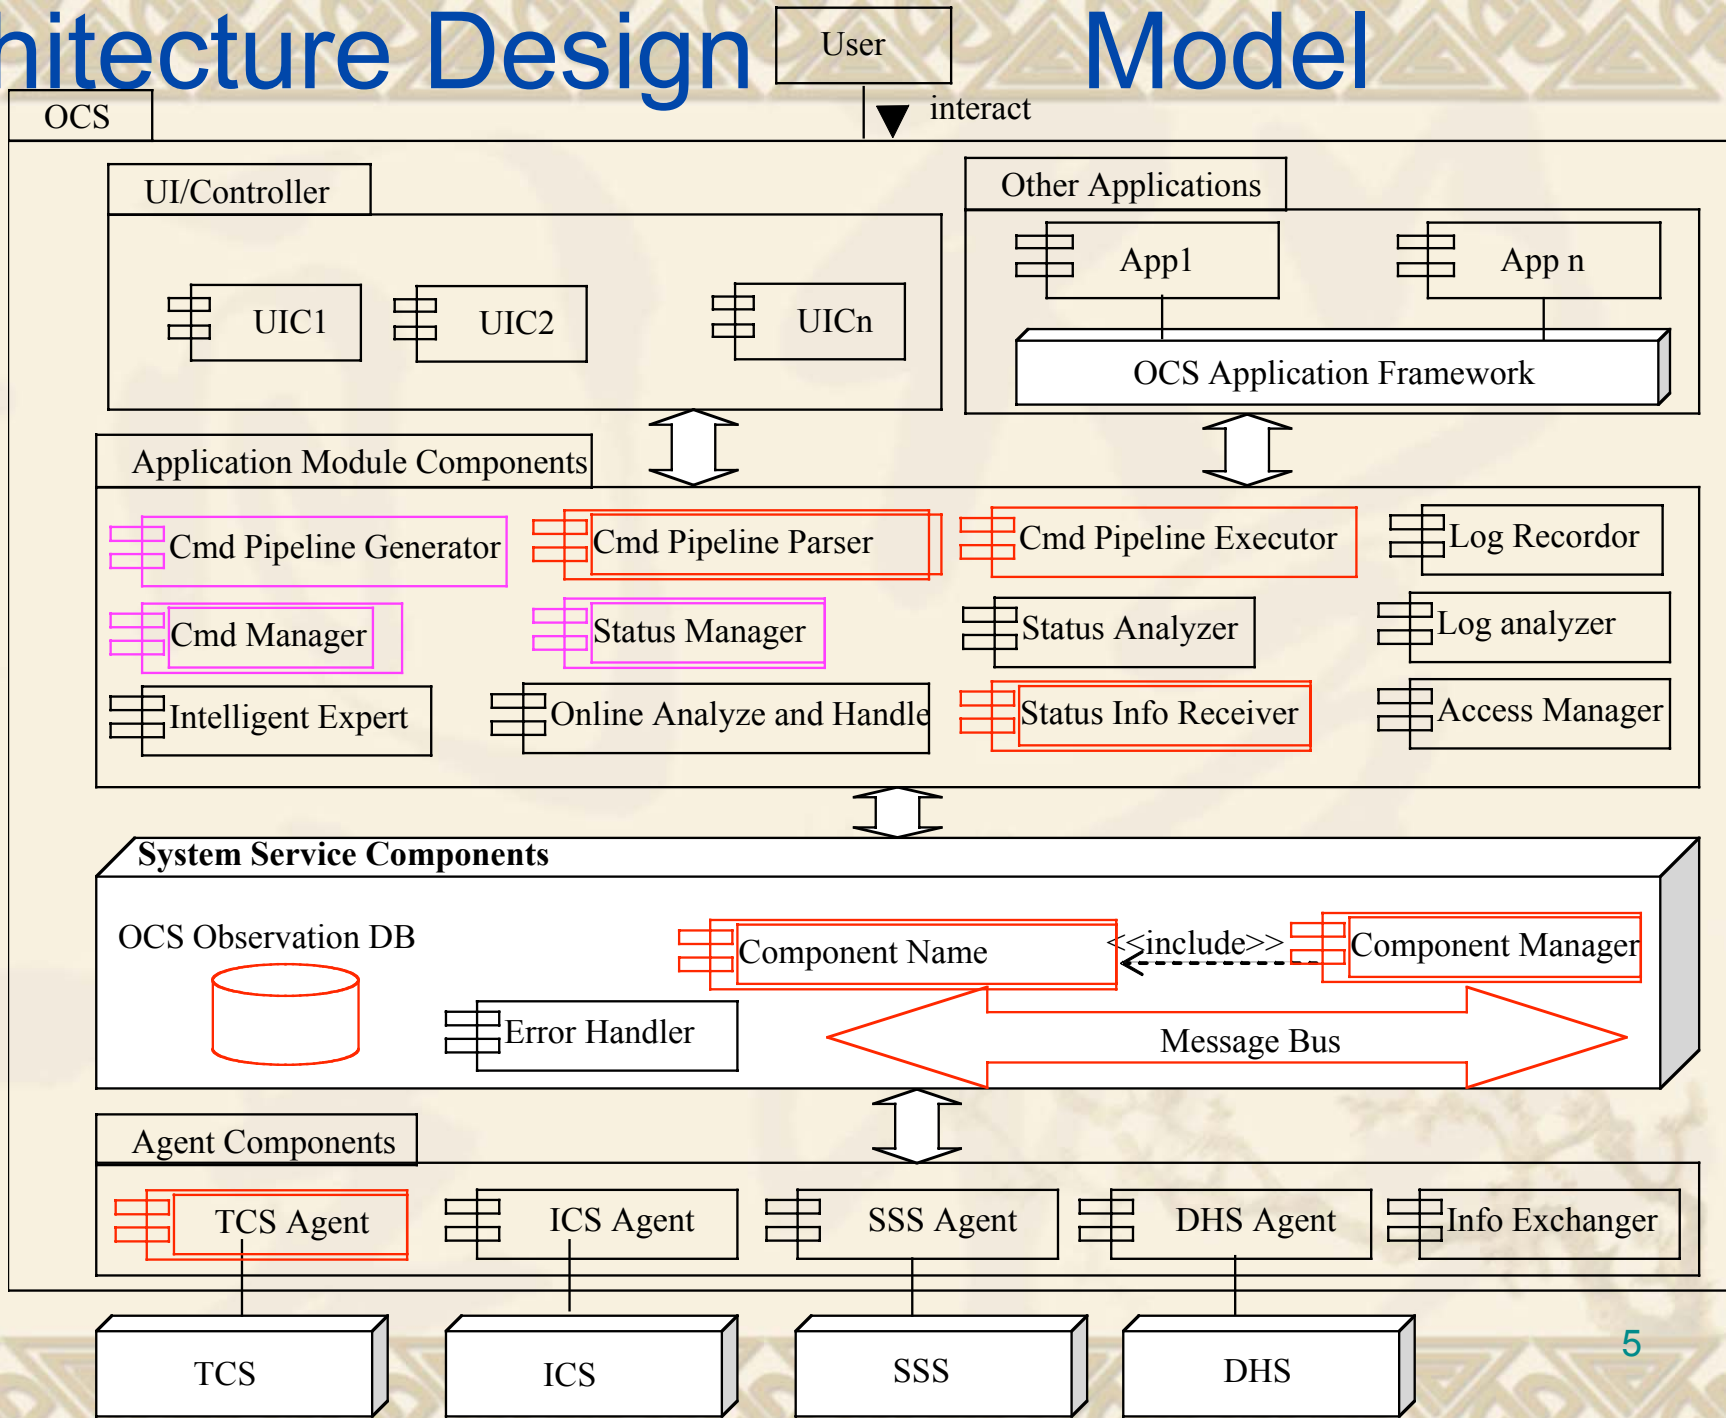 hitecture Design
User
Model
OCS
interact
UI/Controller
Other Applications
App1
App n
UIC1
UIC2
UICn
OCS Application Framework
Application Module Components
Cmd Pipeline Generator
Cmd Pipeline Parser
Cmd Pipeline Executor
Log Recordor
Cmd Manager
Status Manager
Status Analyzer
Log analyzer
Intelligent Expert
Online Analyze and Handle
Status Info Receiver
Access Manager
System Service Components
OCS Observation DB
Component Name
<<include>>
Component Manager
Error Handler
Message Bus
Agent Components
TCS Agent
ICS Agent
SSS Agent
DHS Agent
Info Exchanger
TCS
ICS
SSS
DHS
5